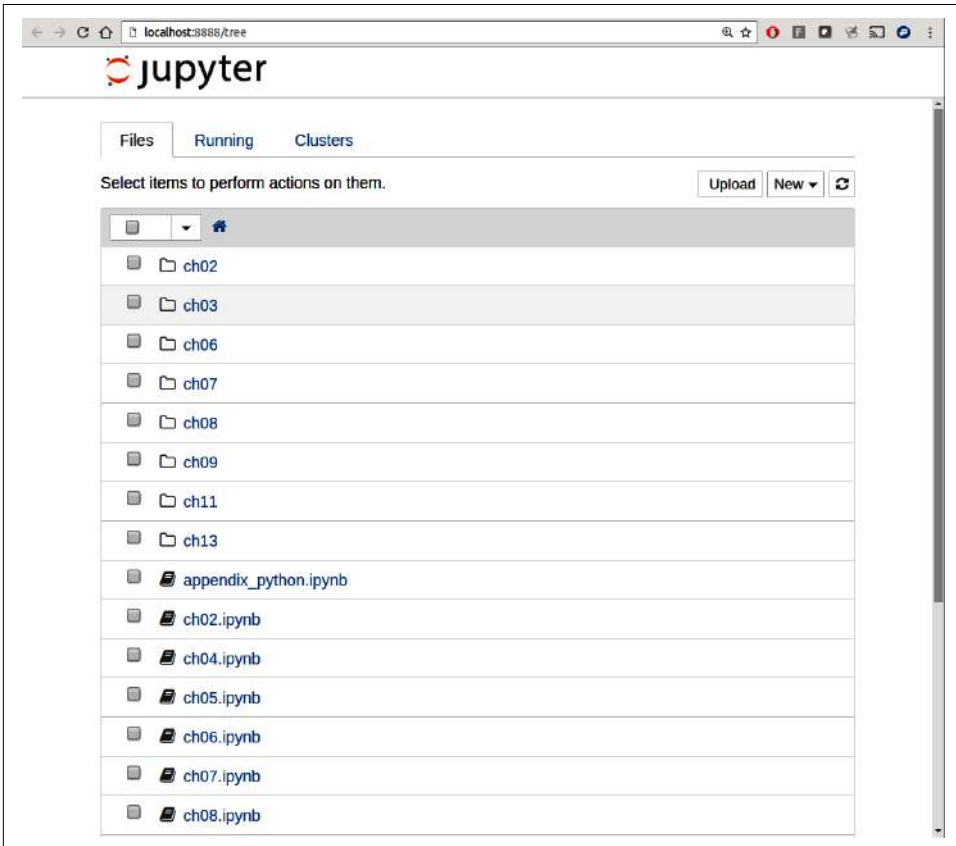 localhost:8888/tree
jupyter
Files Running Clusters
Select items to perform actions on them. Upload New
ch02
ch03
ch06
ch07
ch08
ch09
ch11
ch13
appendix_python.ipynb
ch02.ipynb
ch04.ipynb
ch05.ipynb
ch06.ipynb
ch07.ipynb
ch08.ipynb